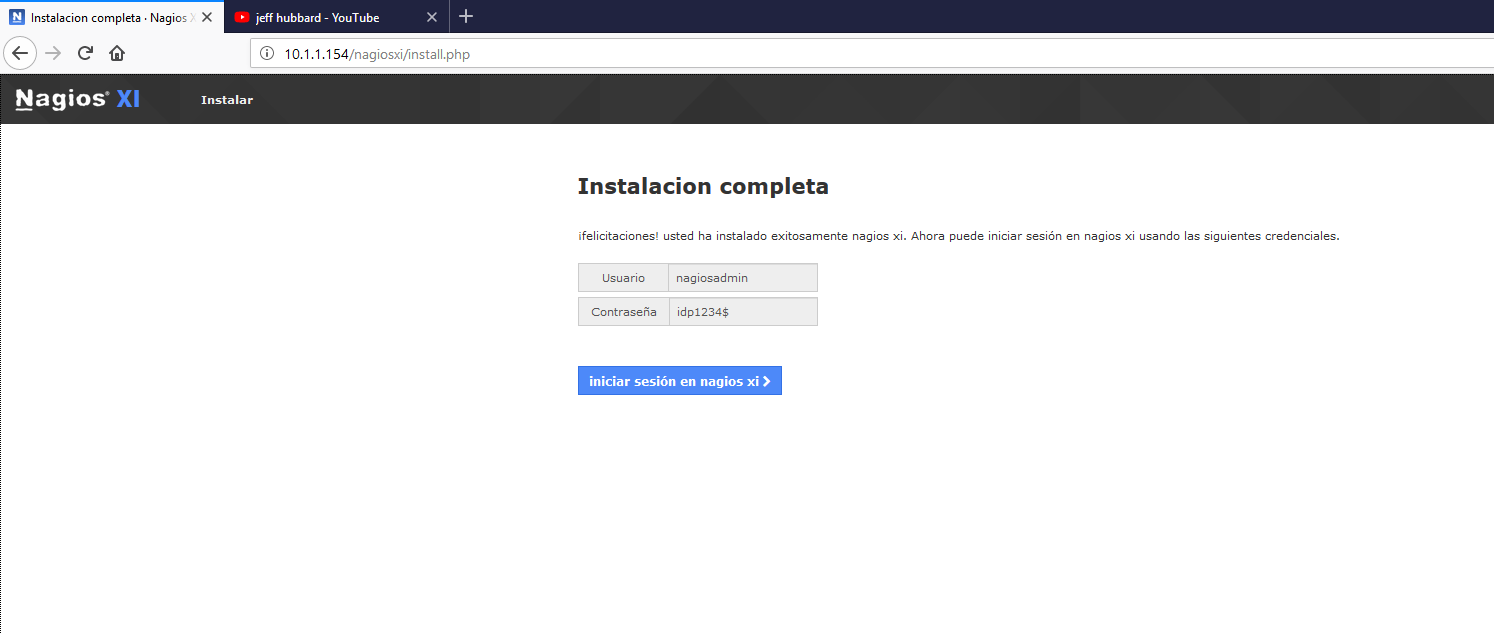 Instalacion completa · Nagios X
jeff hubbard - YouTube
10.1.1.154/nagiosxi/install.php
Nagios® XI
Instalar
Instalacion completa
¡felicitaciones! usted ha instalado exitosamente nagios xi. Ahora puede iniciar sesión en nagios xi usando las siguientes credenciales.
Usuario nagiosadmin
Contraseña idp1234$
iniciar sesión en nagios xi